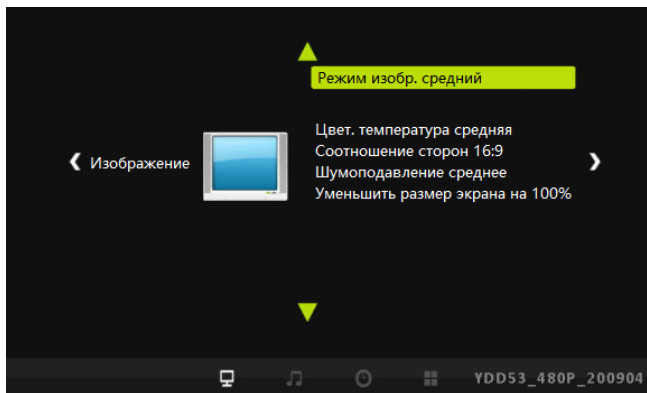 Режим изобр. средний
Изображение
Цвет. температура средняя
Соотношение сторон 16:9
Шумоподавление среднее
Уменьшить размер экрана на 100%
YDD53_480P_200904